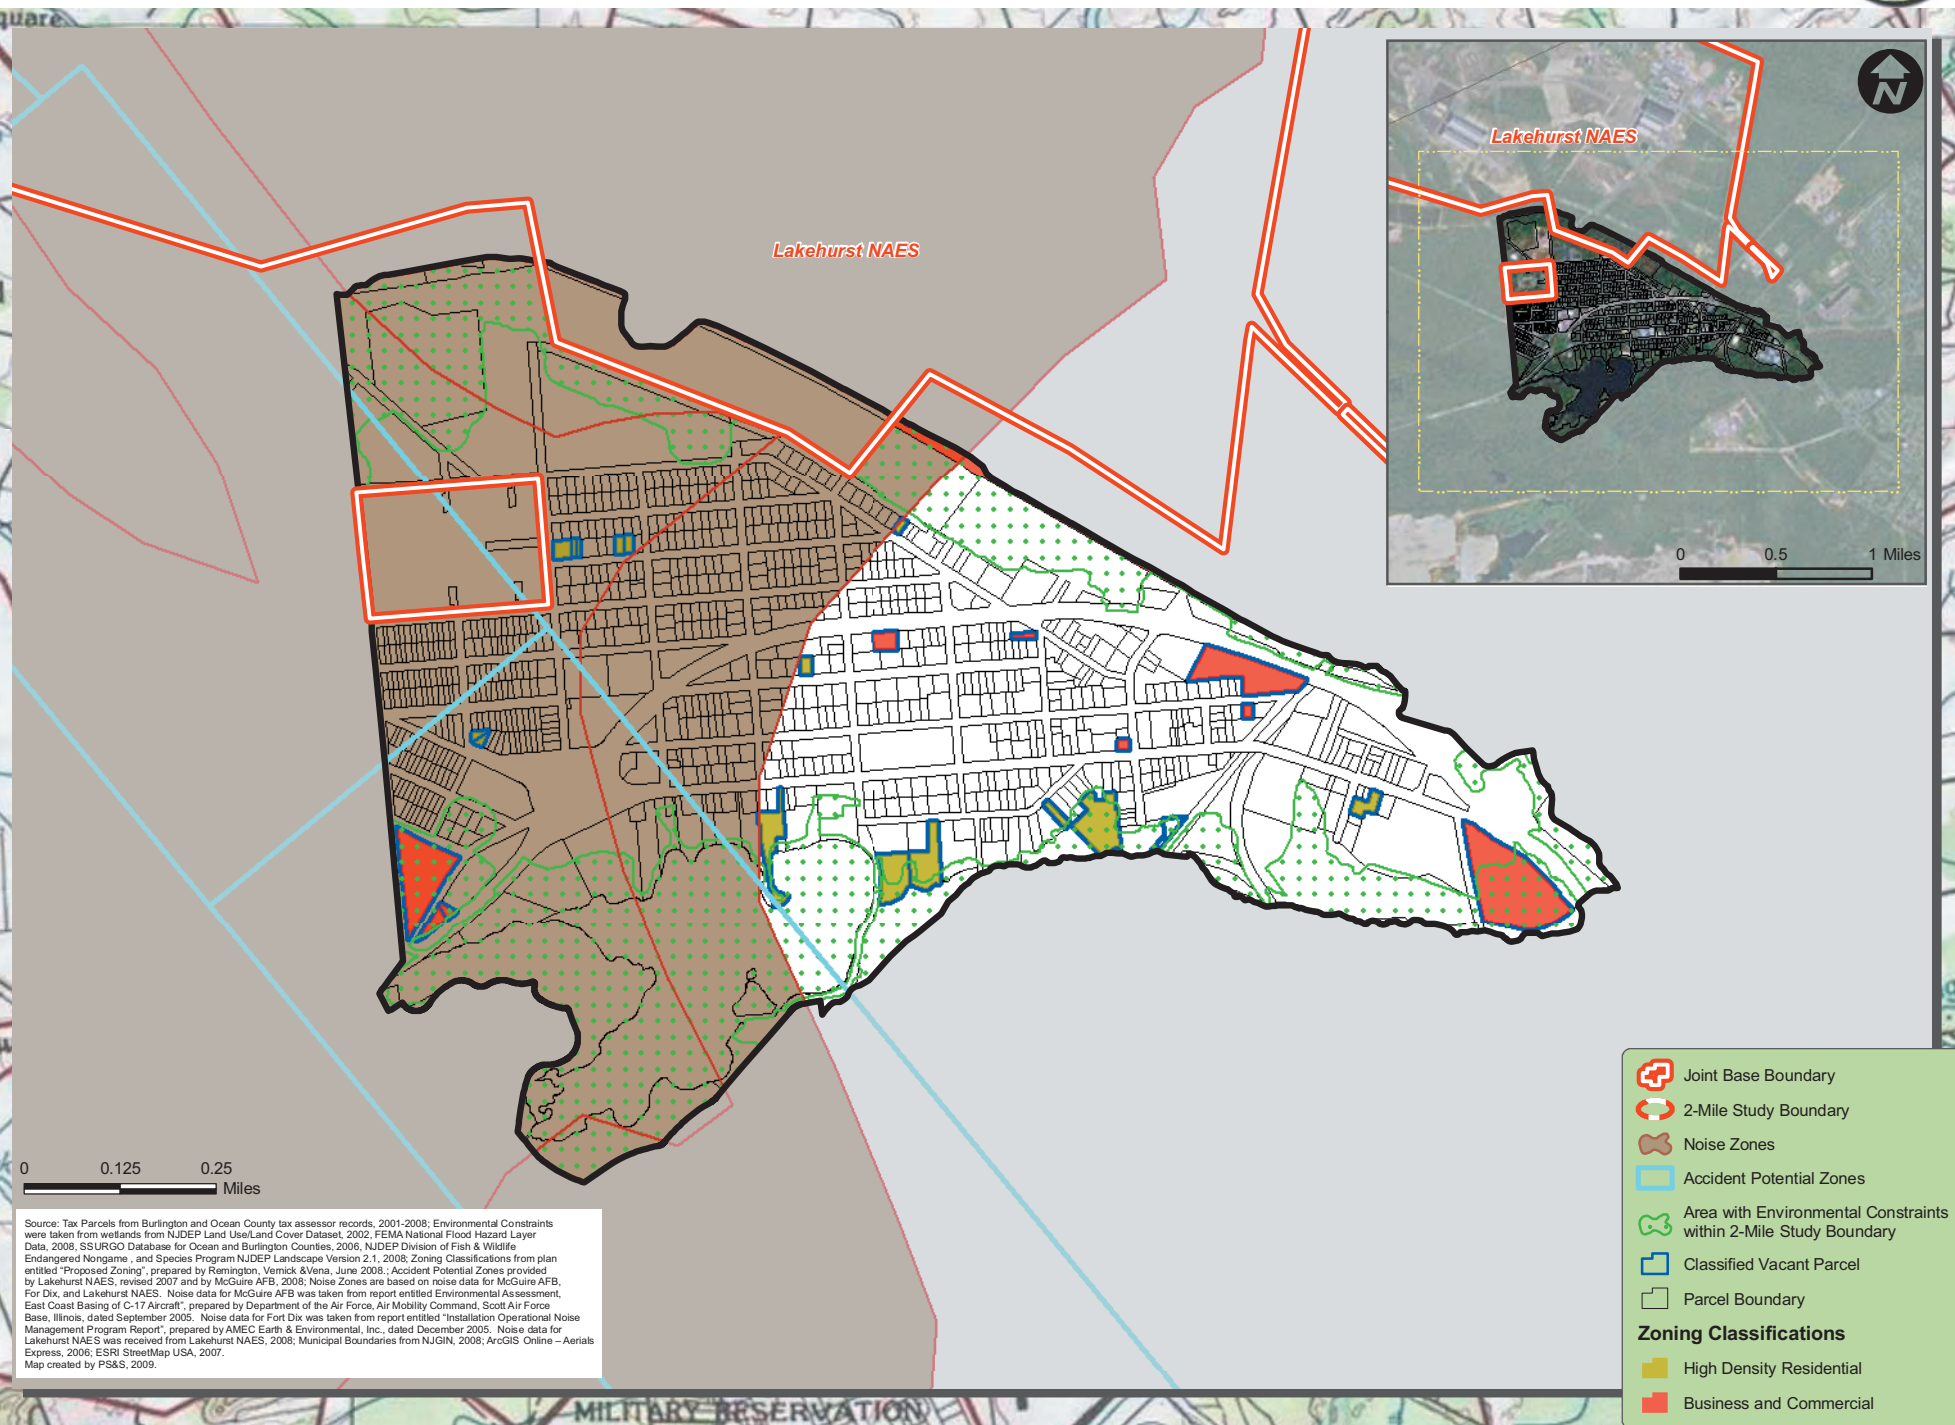 quare
Lakehurst NAES
Lakehurst NAES
N
0 0.5 1 Miles
0 0.125 0.25
Miles
Source: Tax Parcels from Burlington and Ocean County tax assessor records, 2001-2008; Environmental Constraints
were taken from wetlands from NJDEP Land Use/Land Cover Dataset, 2002, FEMA National Flood Hazard Layer
Data, 2008, SSURGO Database for Ocean and Burlington Counties, 2006, NJDEP Division of Fish & Wildlife
Endangered Nongame , and Species Program NJDEP Landscape Version 2.1, 2008; Zoning Classifications from plan
entitled "Proposed Zoning", prepared by Remington, Vernick &Vena, June 2008.; Accident Potential Zones provided
by Lakehurst NAES, revised 2007 and by McGuire AFB, 2008; Noise Zones are based on noise data for McGuire AFB,
For Dix, and Lakehurst NAES. Noise data for McGuire AFB was taken from report entitled Environmental Assessment,
East Coast Basing of C-17 Aircraft", prepared by Department of the Air Force, Air Mobility Command, Scott Air Force
Base, Illinois, dated September 2005. Noise data for Fort Dix was taken from report entitled "Installation Operational Noise
Management Program Report", prepared by AMEC Earth & Environmental, Inc., dated December 2005. Noise data for
Lakehurst NAES was received from Lakehurst NAES, 2008; Municipal Boundaries from NJGIN, 2008; ArcGIS Online – Aerials
Express, 2006; ESRI StreetMap USA, 2007.
Map created by PS&S, 2009.
Joint Base Boundary
2-Mile Study Boundary
Noise Zones
Accident Potential Zones
Area with Environmental Constraints
within 2-Mile Study Boundary
Classified Vacant Parcel
Parcel Boundary
Zoning Classifications
High Density Residential
Business and Commercial
MILITARY RESERVATION